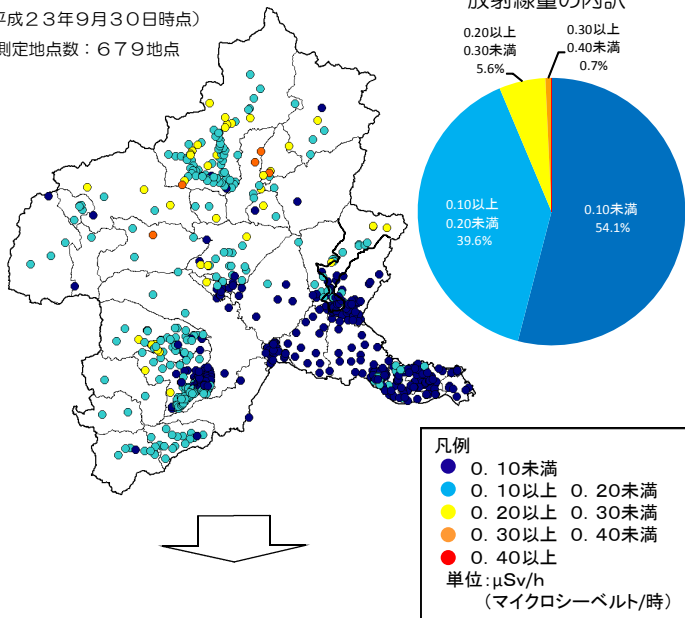 平成23年9月30日時点）
測定地点数：679地点
放射線量の内訳
0.20以上
0.30未満
5.6%
0.30以上
0.40未満
0.7%
0.10以上
0.20未満
39.6%
0.10未満
54.1%
凡例
0．10未満
0．10以上　0．20未満
0．20以上　0．30未満
0．30以上　0．40未満
0．40以上
単位：μSv/h
（マイクロシーベルト/時）